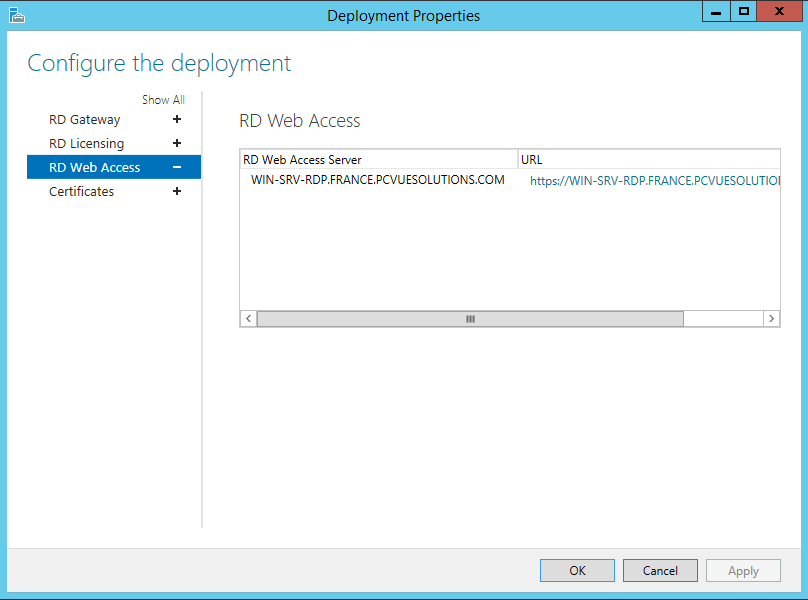 Deployment Properties
Configure the deployment
Show All
RD Gateway +
RD Licensing +
RD Web Access −
Certificates +
RD Web Access
RD Web Access Server URL
WIN-SRV-RDP.FRANCE.PCVUESOLUTIONS.COM https://WIN-SRV-RDP.FRANCE.PCVUESOLUTIO
OK Cancel Apply